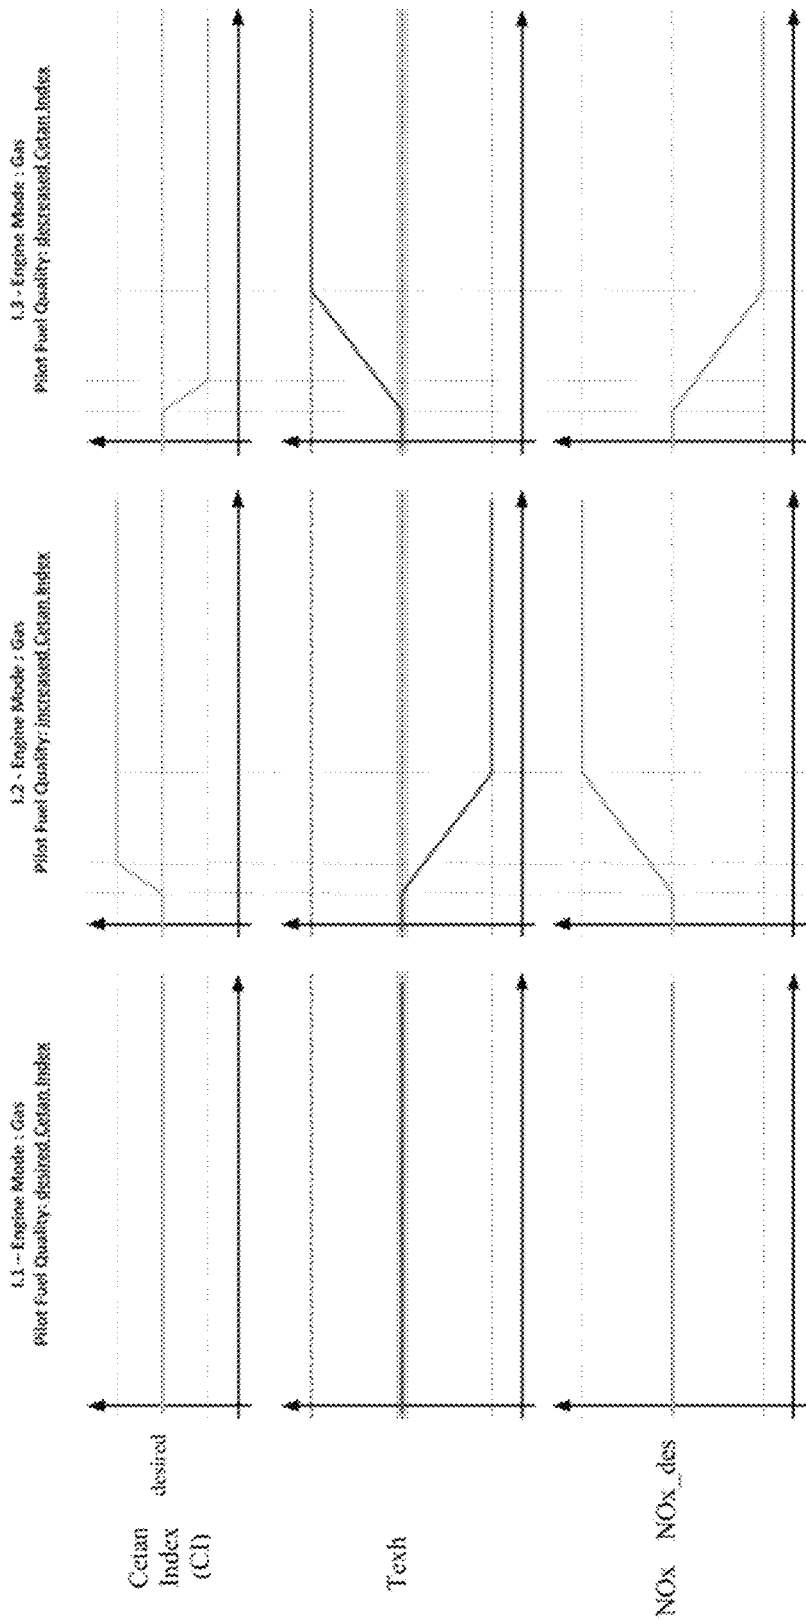 1.1 – Engine Mode : Gas
Pilot Fuel Quality: desired Cetan Index
1.2 - Engine Mode : Gas
Pilot Fuel Quality: increased Cetan Index
1.3 - Engine Mode : Gas
Pilot Fuel Quality: decreased Cetan Index
Cetan
Index
(CI)
desired
Texh
NOx NOx_des